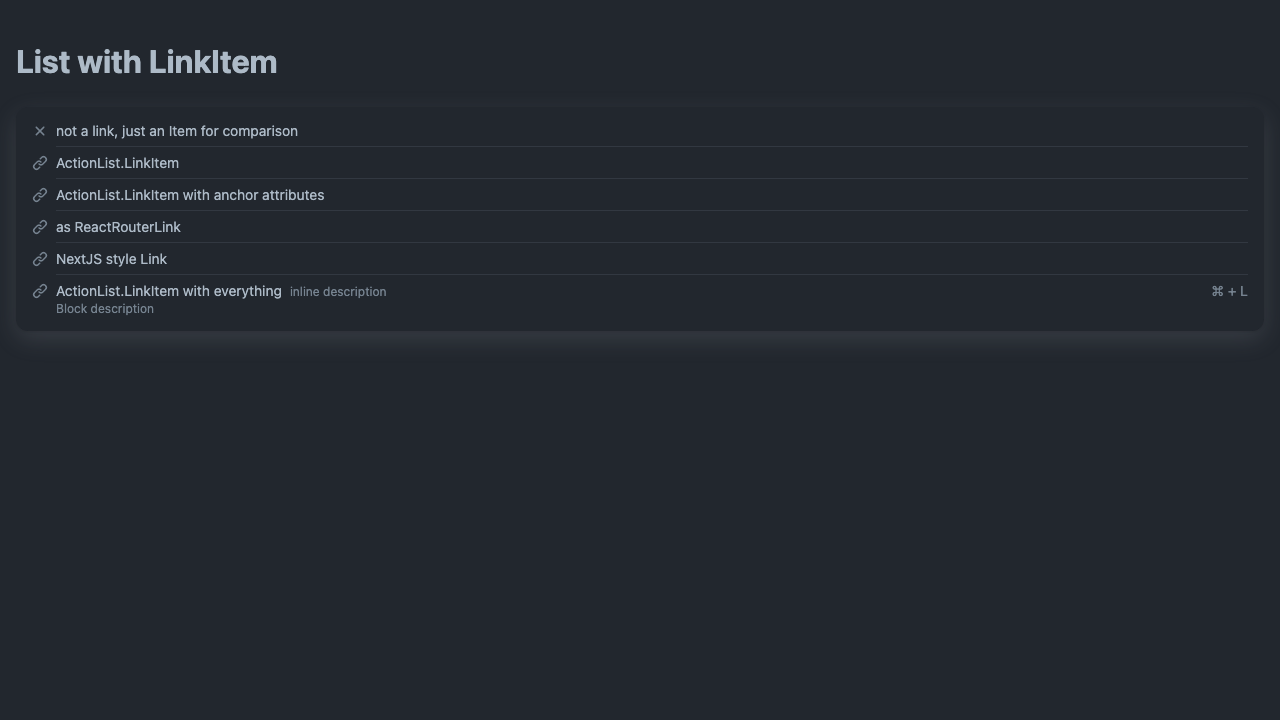 List with LinkItem
not a link, just an Item for comparison
ActionList.LinkItem
ActionList.LinkItem with anchor attributes
as ReactRouterLink
NextJS style Link
ActionList.LinkItem with everything inline description ⌘ + L
Block description